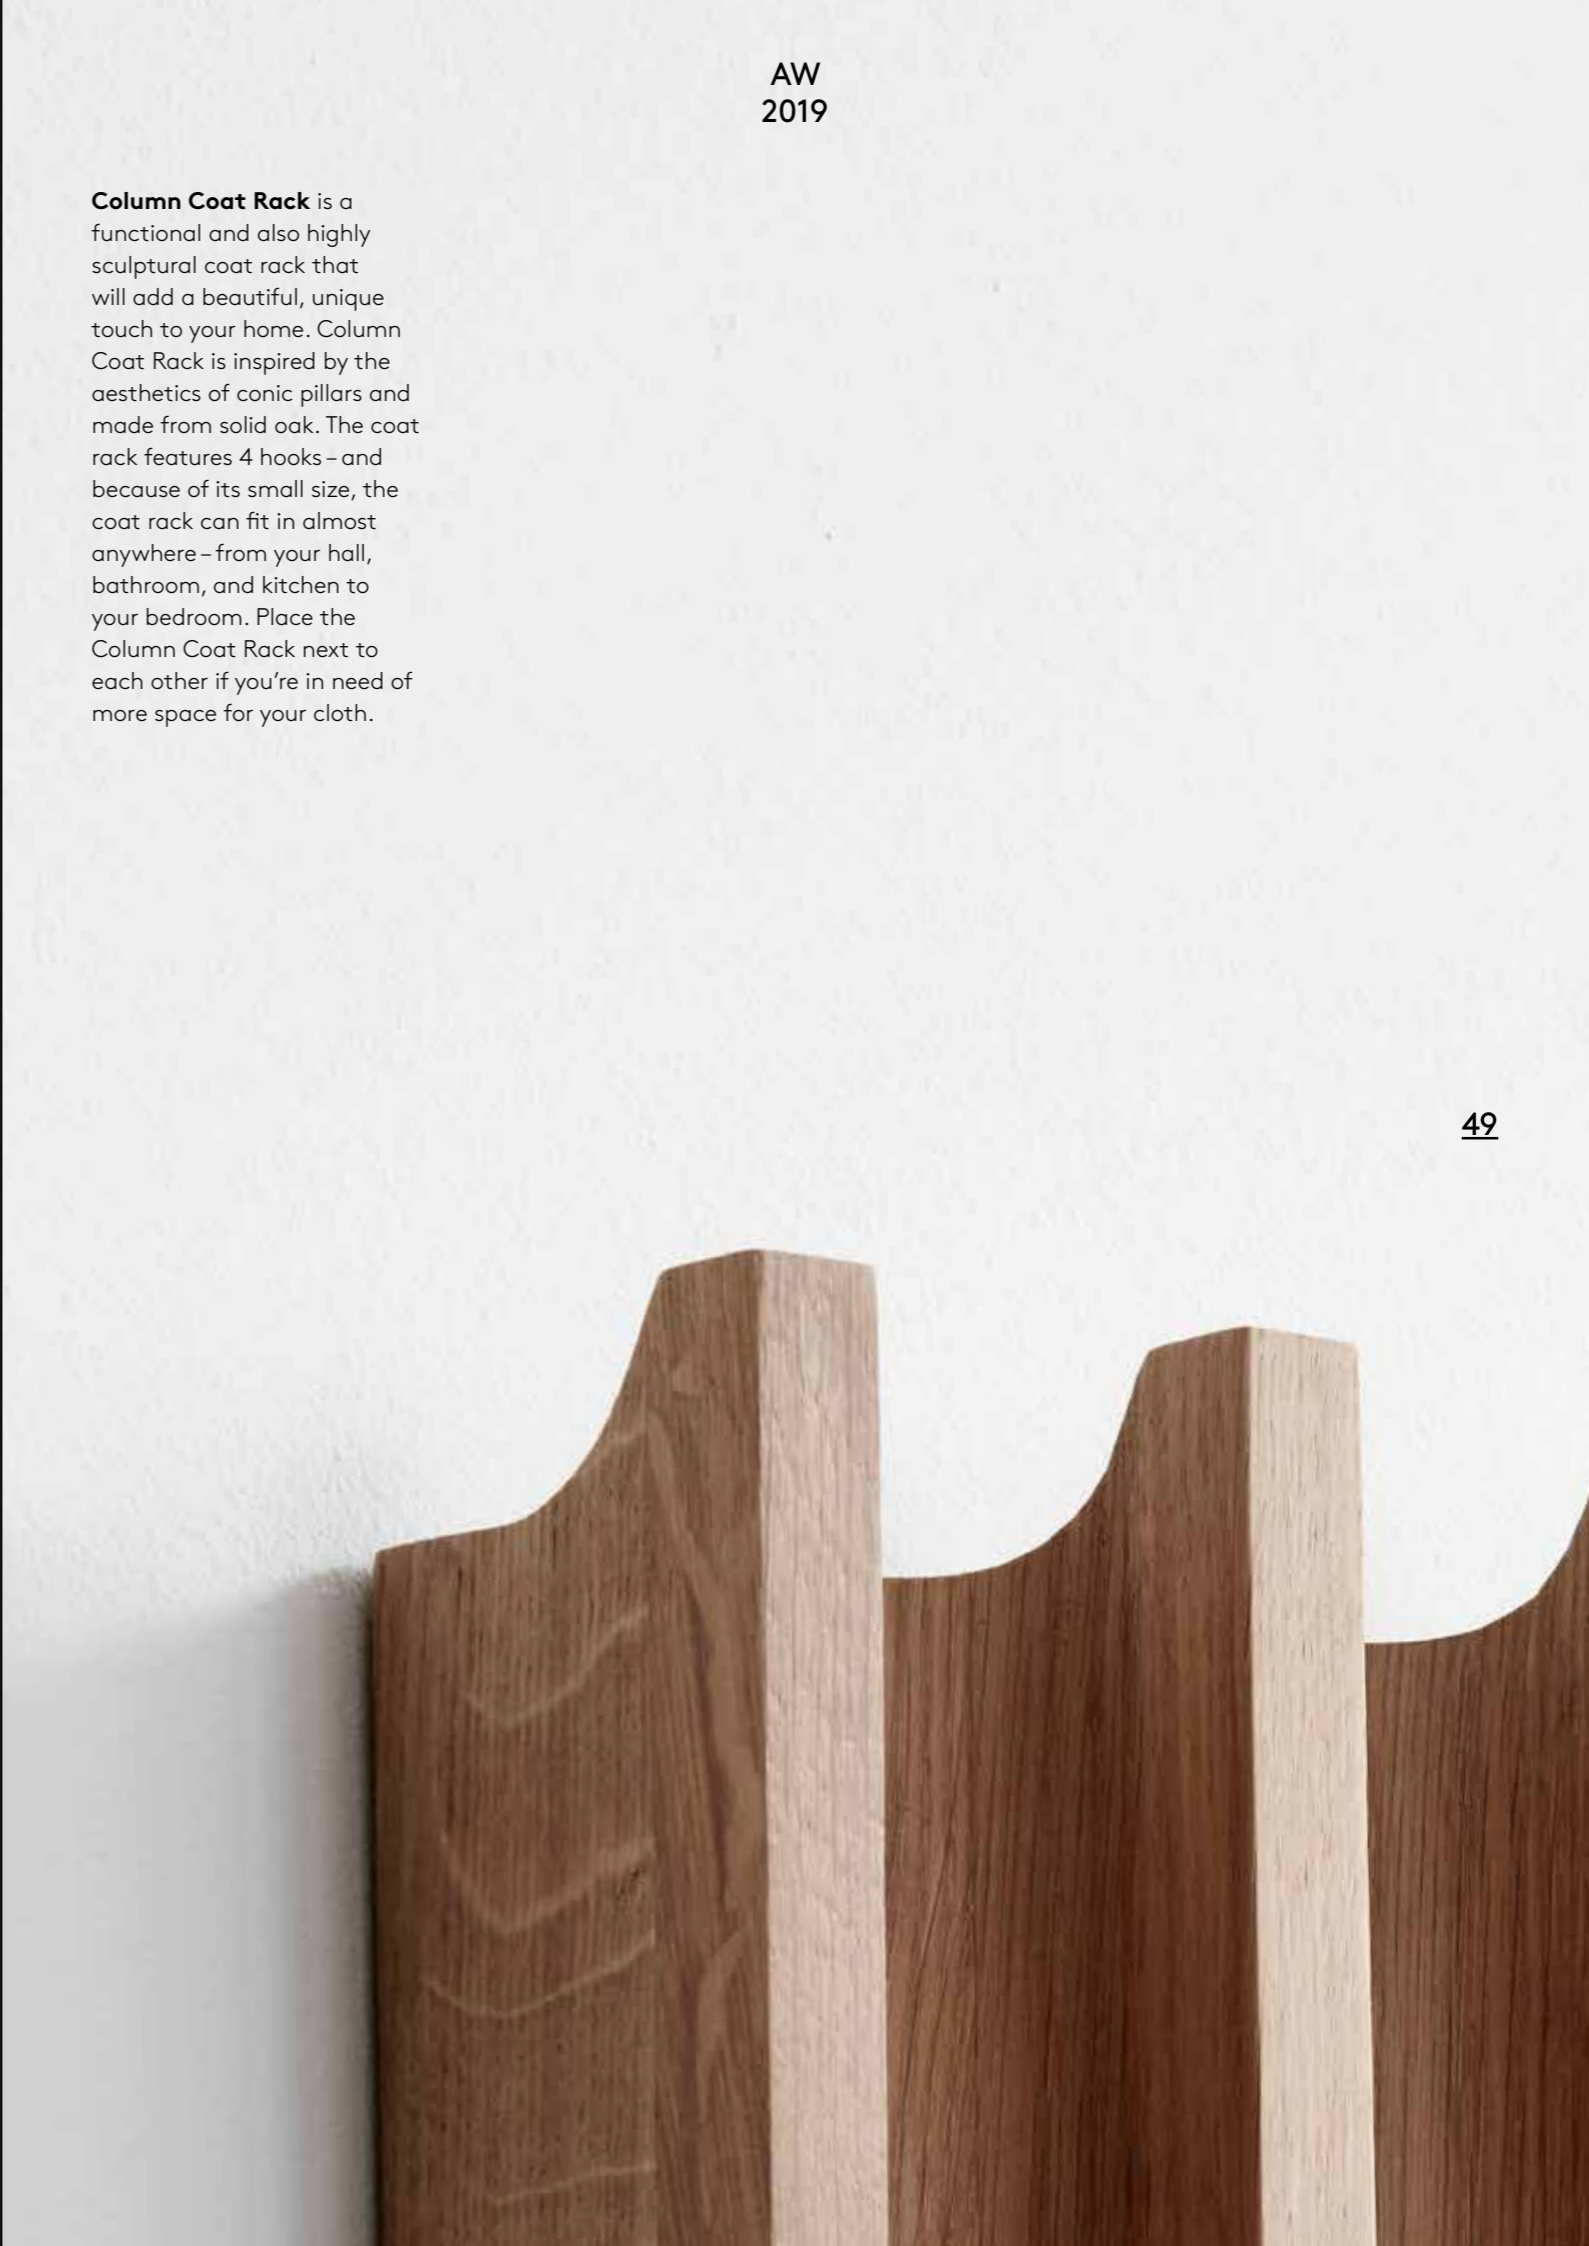 AW
2019
Column Coat Rack is a
functional and also highly
sculptural coat rack that
will add a beautiful, unique
touch to your home. Column
Coat Rack is inspired by the
aesthetics of conic pillars and
made from solid oak. The coat
rack features 4 hooks – and
because of its small size, the
coat rack can fit in almost
anywhere – from your hall,
bathroom, and kitchen to
your bedroom. Place the
Column Coat Rack next to
each other if you’re in need of
more space for your cloth.
49